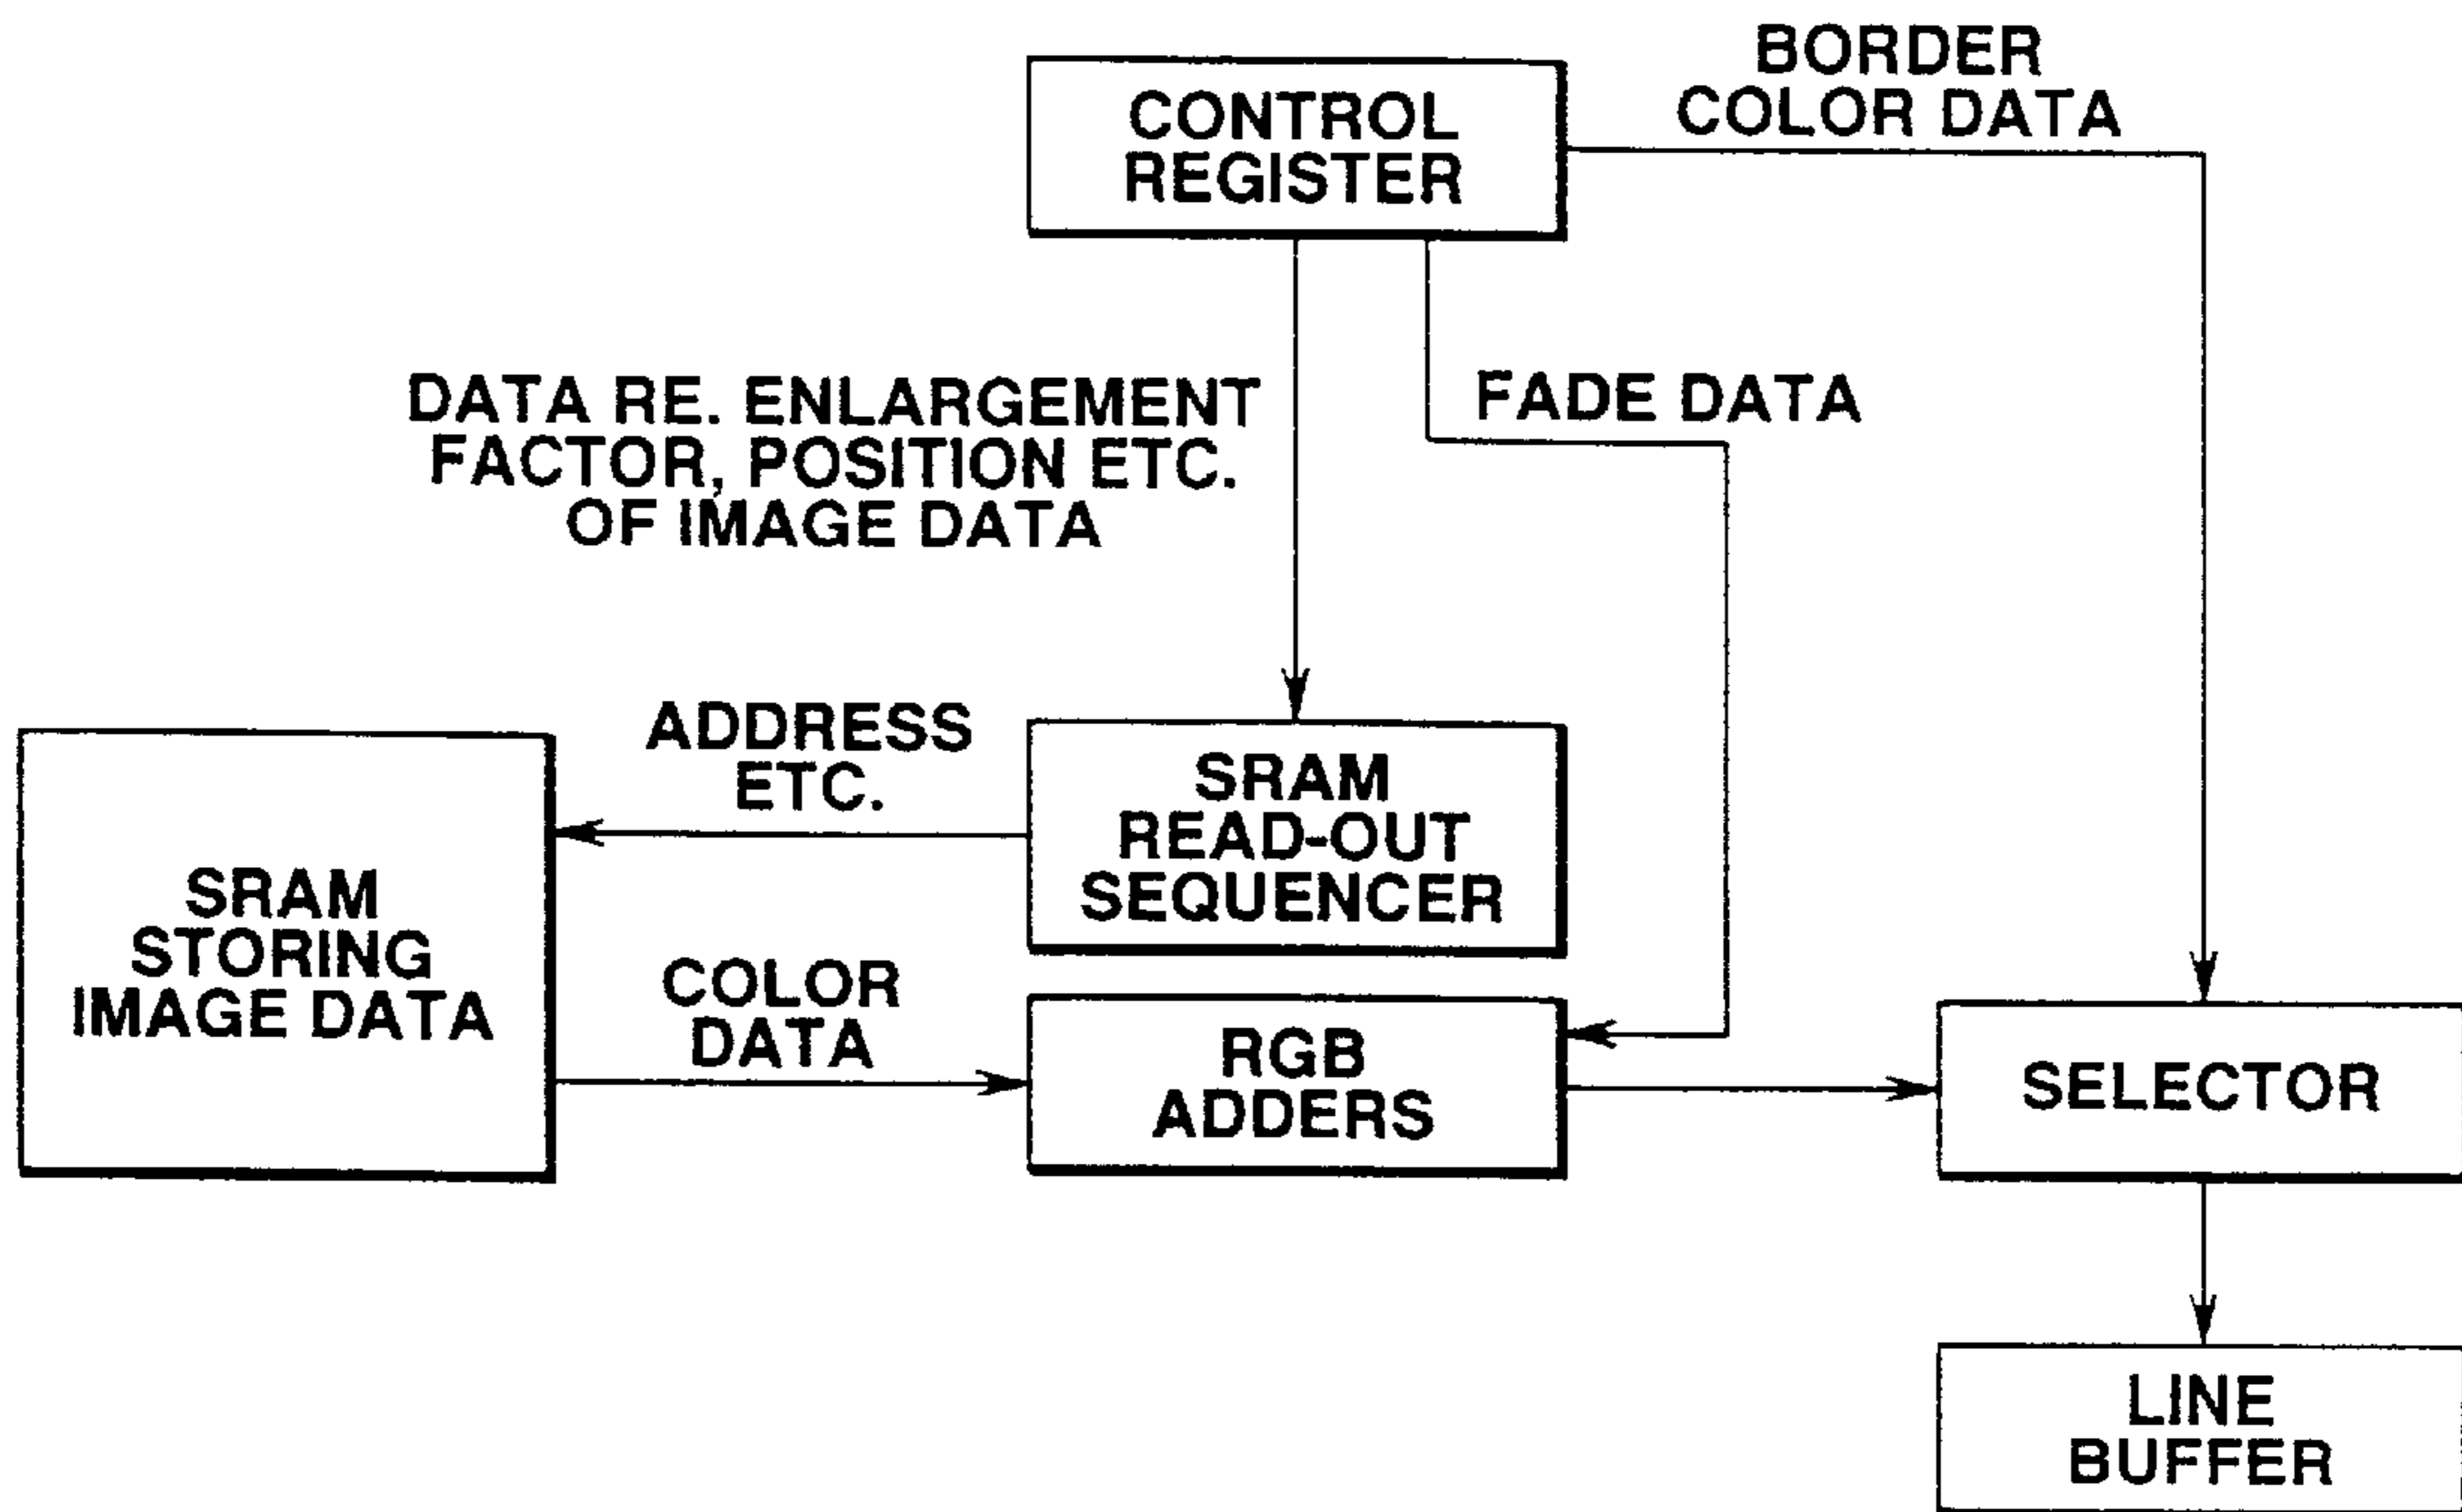 BORDER
COLOR DATA
CONTROL
REGISTER
DATA RE. ENLARGEMENT
FACTOR, POSITION ETC.
OF IMAGE DATA
FADE DATA
ADDRESS
ETC.
SRAM
READ-OUT
SEQUENCER
SRAM
STORING
IMAGE DATA
COLOR
DATA
RGB
ADDERS
SELECTOR
LINE
BUFFER